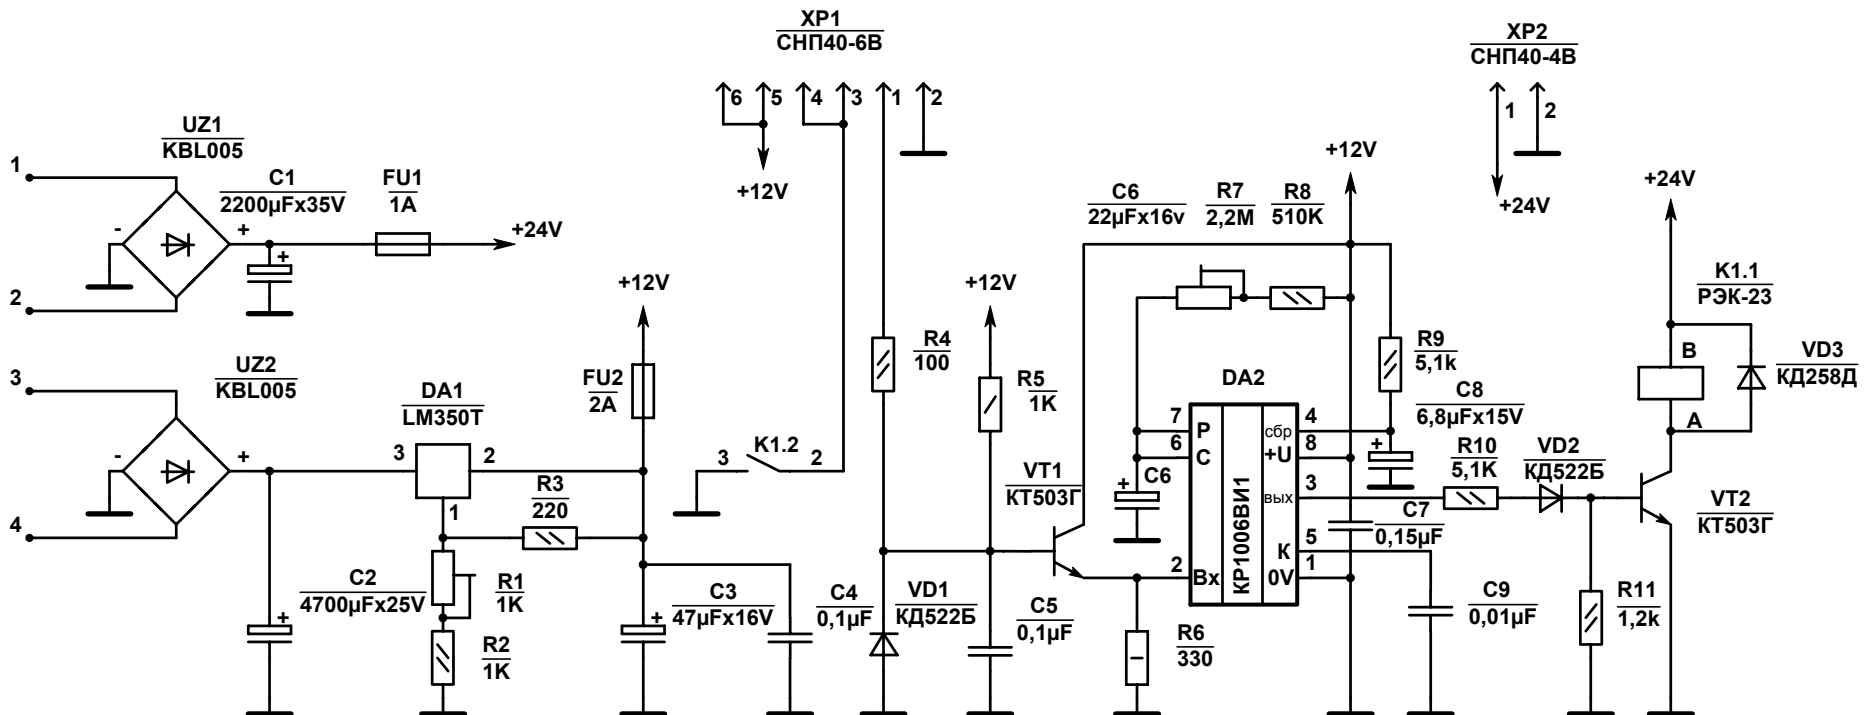 XP1
СНП40-6В
XP2
СНП40-4В
6
5
4
3
1
2
1
2
+12V
+24V
UZ1
KBL005
1
2
-
+
C1
2200µFx35V
+
FU1
1A
+24V
UZ2
KBL005
3
4
-
+
C2
4700µFx25V
+
DA1
LM350T
3
2
1
R1
1K
R2
1K
R3
220
+12V
FU2
2A
C3
47µFx16V
+
C4
0,1µF
K1.2
3
2
R4
100
VD1
КД522Б
+12V
R5
1K
C5
0,1µF
VT1
КТ503Г
C6
22µFx16v
R7
2,2M
R8
510K
+12V
C6
+
R6
330
DA2
КР1006ВИ1
7
P
6
C
2
Вх
сбр
4
+U
8
вых
3
К
5
0V
1
R9
5,1k
C8
6,8µFx15V
+
C7
0,15µF
C9
0,01µF
R10
5,1K
VD2
КД522Б
R11
1,2k
VT2
КТ503Г
+24V
K1.1
РЭК-23
B
A
VD3
КД258Д